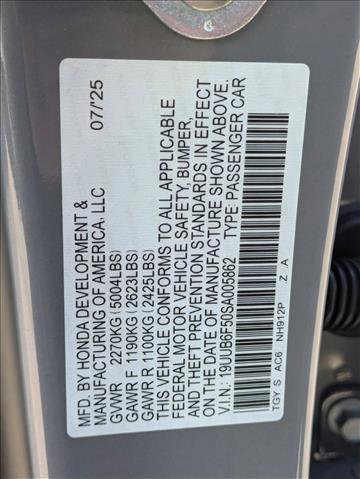 MFD. BY HONDA DEVELOPMENT &
MANUFACTURING OF AMERICA, LLC 07/'25
GVWR 2270KG (5004LBS)
GAWR F 1190KG (2623LBS)
GAWR R 1100KG (2425LBS)
THIS VEHICLE CONFORMS TO ALL APPLICABLE
FEDERAL MOTOR VEHICLE SAFETY, BUMPER,
AND THEFT PREVENTION STANDARDS IN EFFECT
ON THE DATE OF MANUFACTURE SHOWN ABOVE.
V.I.N.: 19UUB6F50SA005862 TYPE: PASSENGER CAR
TGY S AC6 NH912P Z A